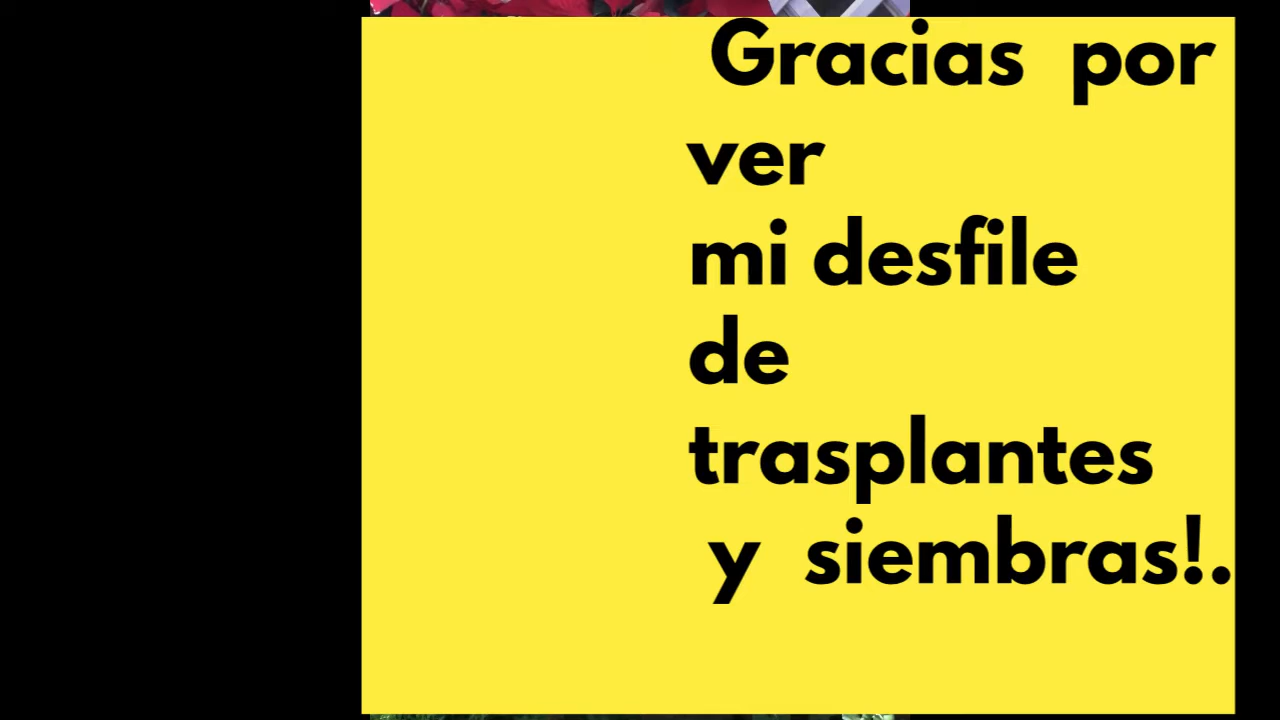 Gracias por
ver
mi desfile
de
trasplantes
y siembras!.